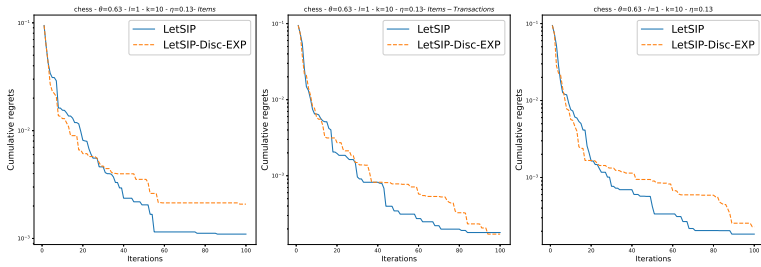 chess - θ=0.63 - l=1 - k=10 - η=0.13- Items
Cumulative regrets
10⁻¹
10⁻²
10⁻³
LetSIP
LetSIP-Disc-EXP
0 20 40 60 80 100
Iterations
chess - θ=0.63 - l=1 - k=10 - η=0.13- Items − Transactions
Cumulative regrets
10⁻¹
10⁻²
10⁻³
LetSIP
LetSIP-Disc-EXP
0 20 40 60 80 100
Iterations
chess - θ=0.63 - l=1 - k=10 - η=0.13
Cumulative regrets
10⁻¹
10⁻²
10⁻³
LetSIP
LetSIP-Disc-EXP
0 20 40 60 80 100
Iterations